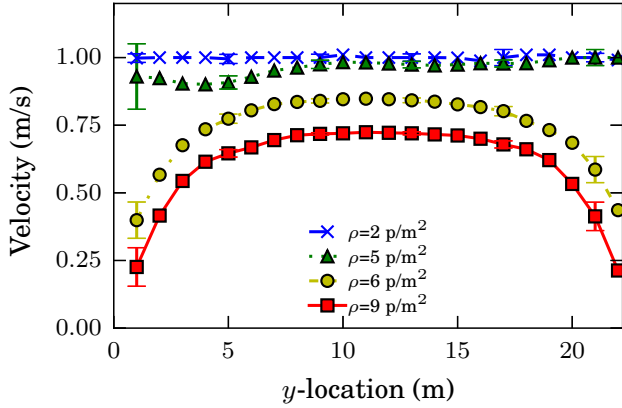 Velocity (m/s)
1.00
0.75
0.50
0.25
0.00
ρ=2 p/m²
ρ=5 p/m²
ρ=6 p/m²
ρ=9 p/m²
0 5 10 15 20
y-location (m)